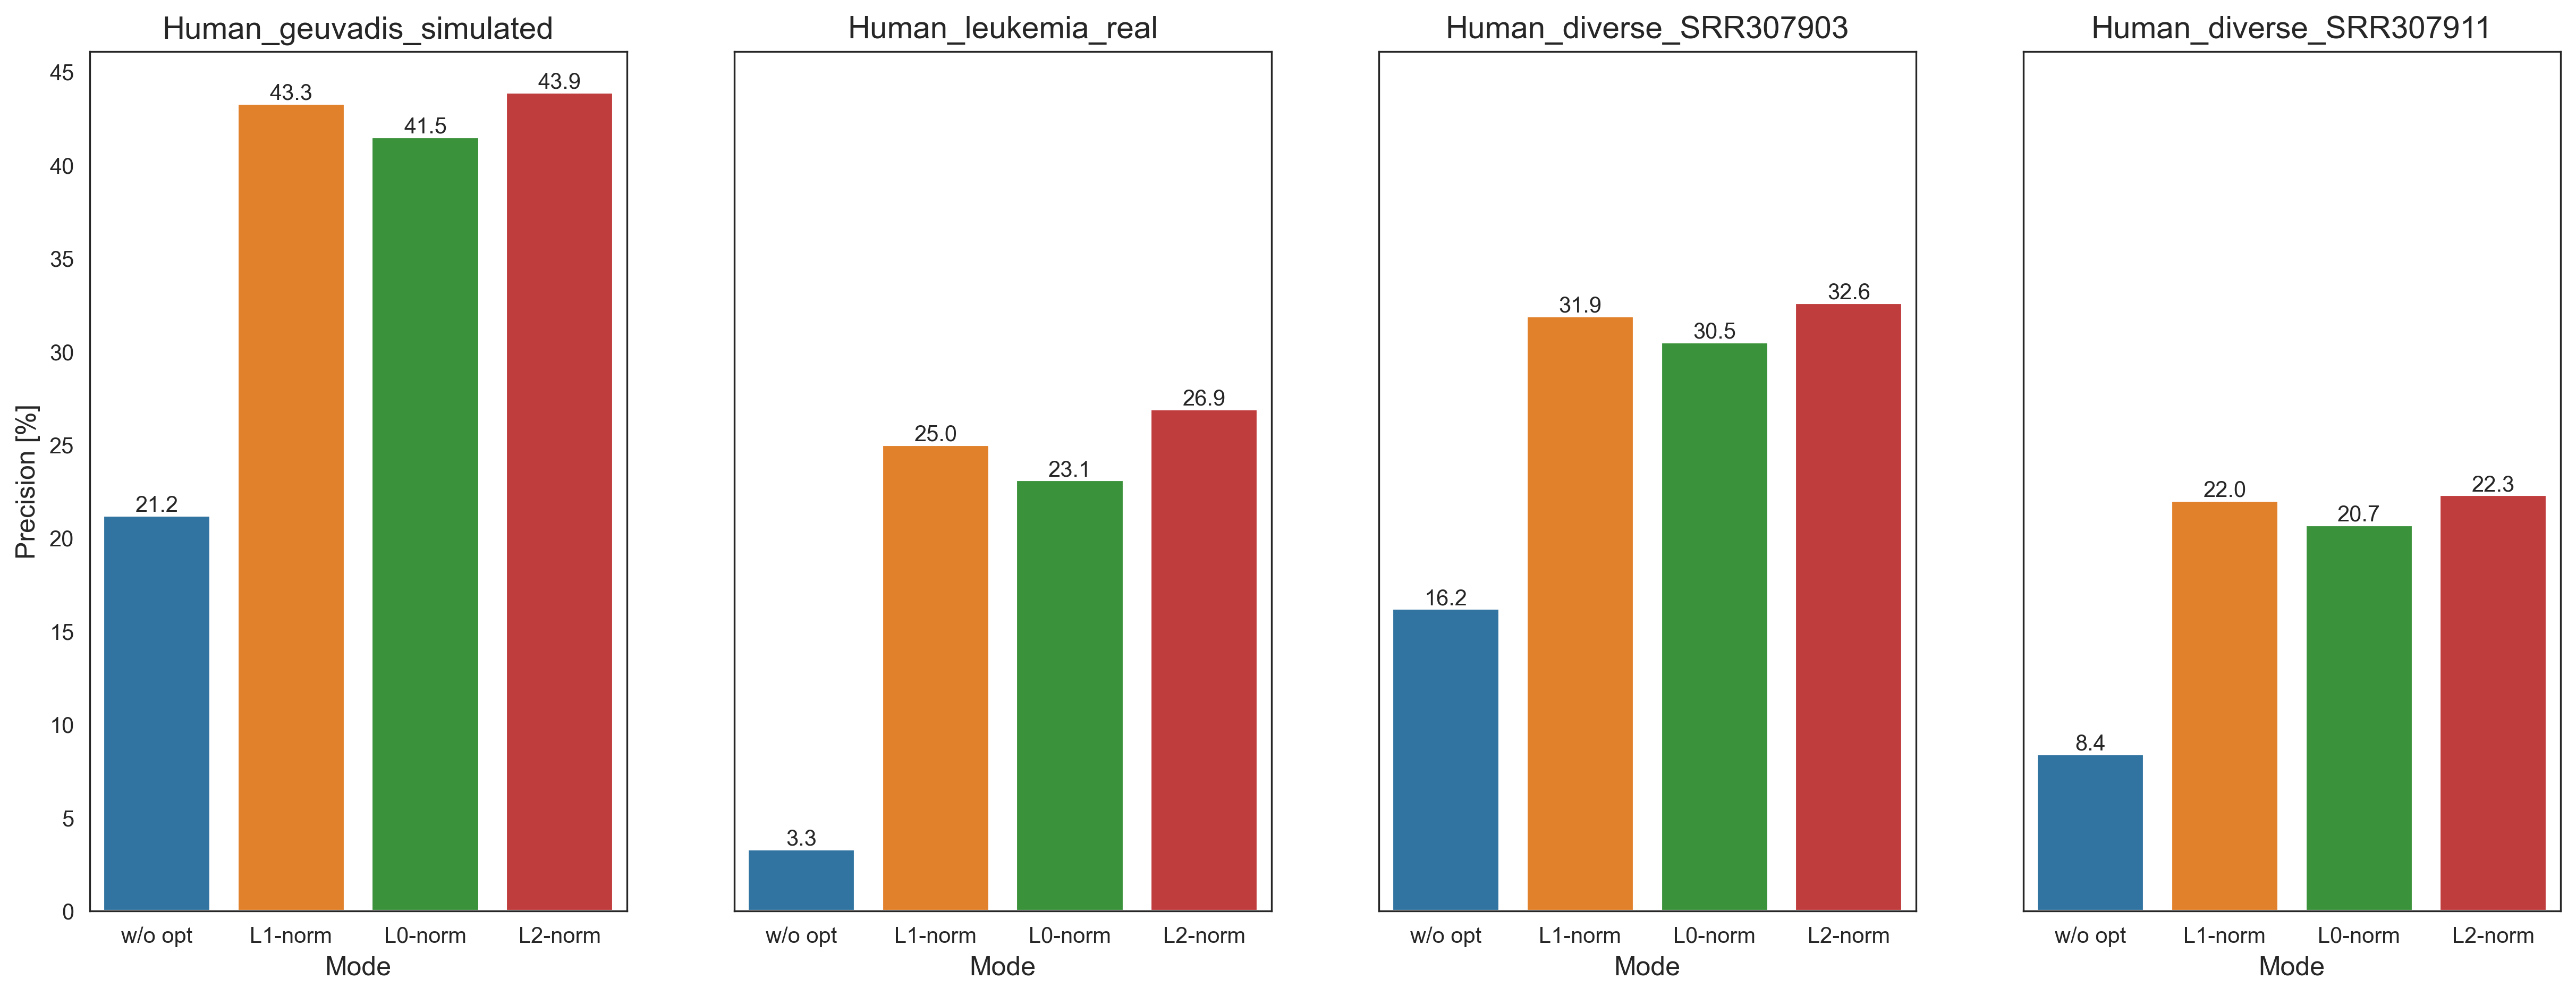 Human_geuvadis_simulated
Human_leukemia_real
Human_diverse_SRR307903
Human_diverse_SRR307911
Precision [%]
45
40
35
30
25
20
15
10
5
0
21.2
43.3
41.5
43.9
w/o opt
L1-norm
L0-norm
L2-norm
Mode
3.3
25.0
23.1
26.9
w/o opt
L1-norm
L0-norm
L2-norm
Mode
16.2
31.9
30.5
32.6
w/o opt
L1-norm
L0-norm
L2-norm
Mode
8.4
22.0
20.7
22.3
w/o opt
L1-norm
L0-norm
L2-norm
Mode